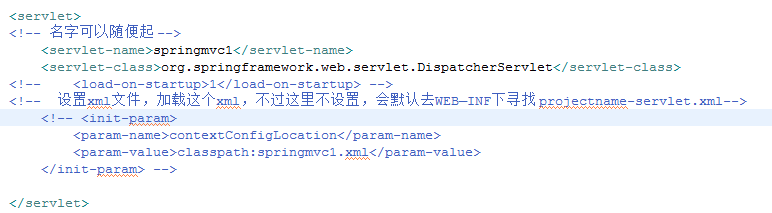 <servlet>
<!-- 名字可以随便起 -->
<servlet-name>springmvc1</servlet-name>
<servlet-class>org.springframework.web.servlet.DispatcherServlet</servlet-class>
<!-- <load-on-startup>1</load-on-startup> -->
<!-- 设置xml文件，加载这个xml，不过这里不设置，会默认去WEB—INF下寻找projectname-servlet.xml-->
<!-- <init-param>
<param-name>contextConfigLocation</param-name>
<param-value>classpath:springmvc1.xml</param-value>
</init-param> -->
</servlet>